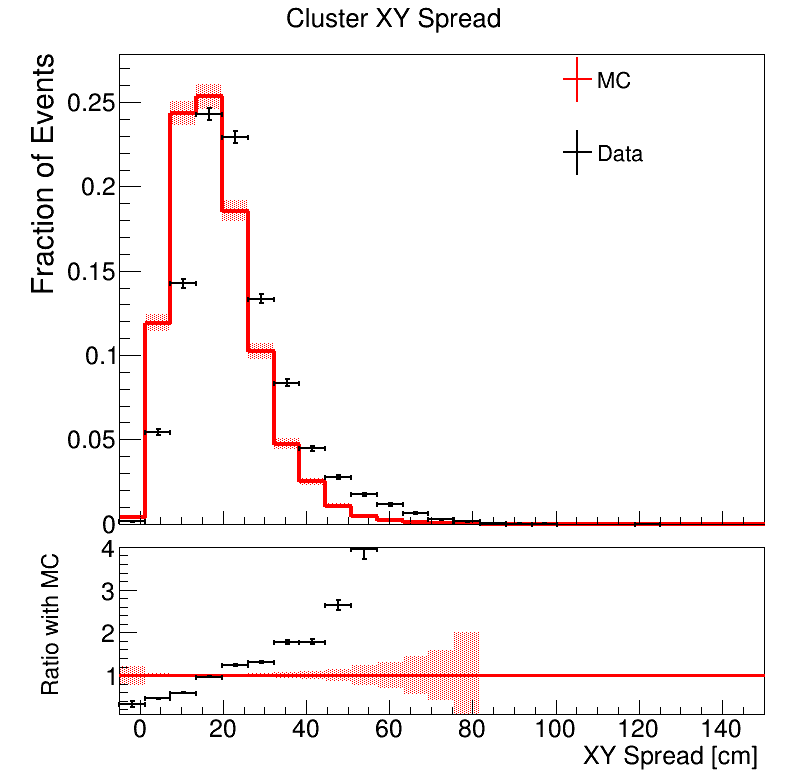 Cluster XY Spread
Fraction of Events
0.25
0.2
0.15
0.1
0.05
0
MC
Data
Ratio with MC
4
3
2
1
0 20 40 60 80 100 120 140
XY Spread [cm]